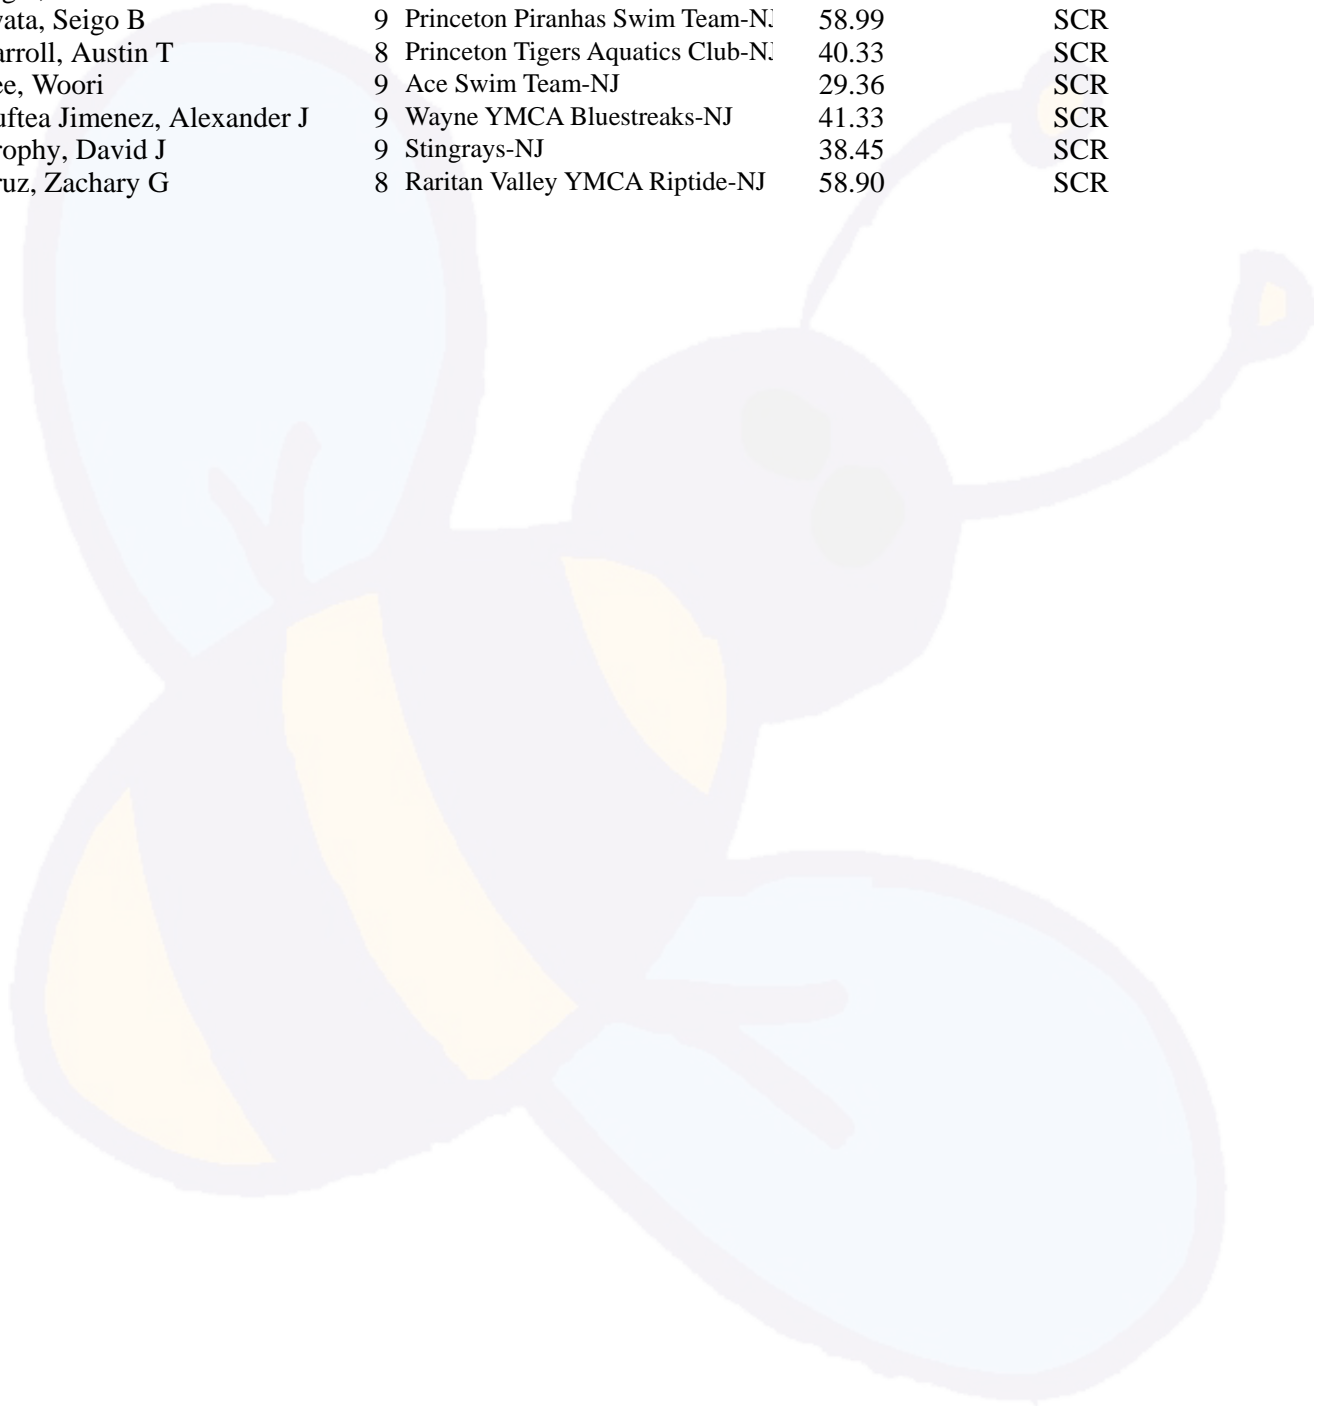 yata, Seigo B 9 Princeton Piranhas Swim Team-NJ 58.99 SCR
arroll, Austin T 8 Princeton Tigers Aquatics Club-NJ 40.33 SCR
ee, Woori 9 Ace Swim Team-NJ 29.36 SCR
uftea Jimenez, Alexander J 9 Wayne YMCA Bluestreaks-NJ 41.33 SCR
rophy, David J 9 Stingrays-NJ 38.45 SCR
ruz, Zachary G 8 Raritan Valley YMCA Riptide-NJ 58.90 SCR